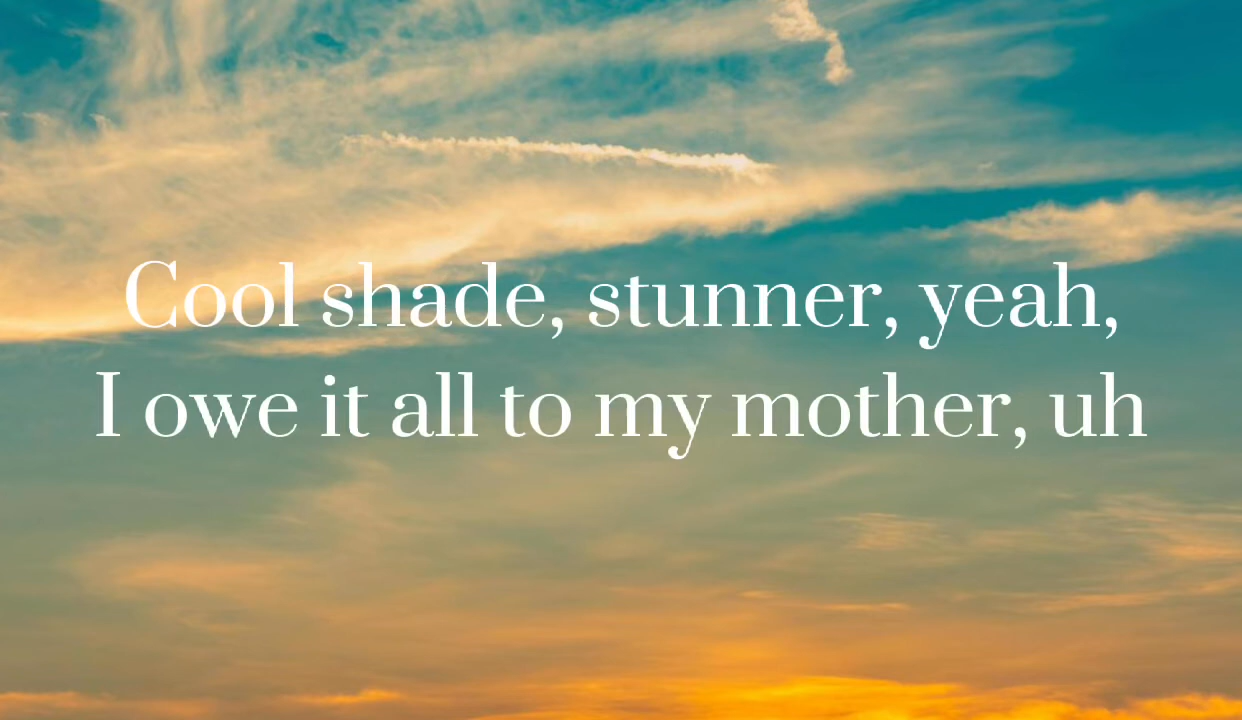 Cool shade, stunner, yeah,
I owe it all to my mother, uh